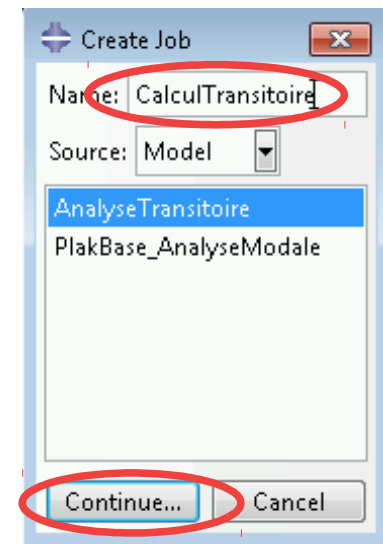 Create Job
Name: CalculTransitoire
Source: Model
AnalyseTransitoire
PlakBase_AnalyseModale
Continue... Cancel